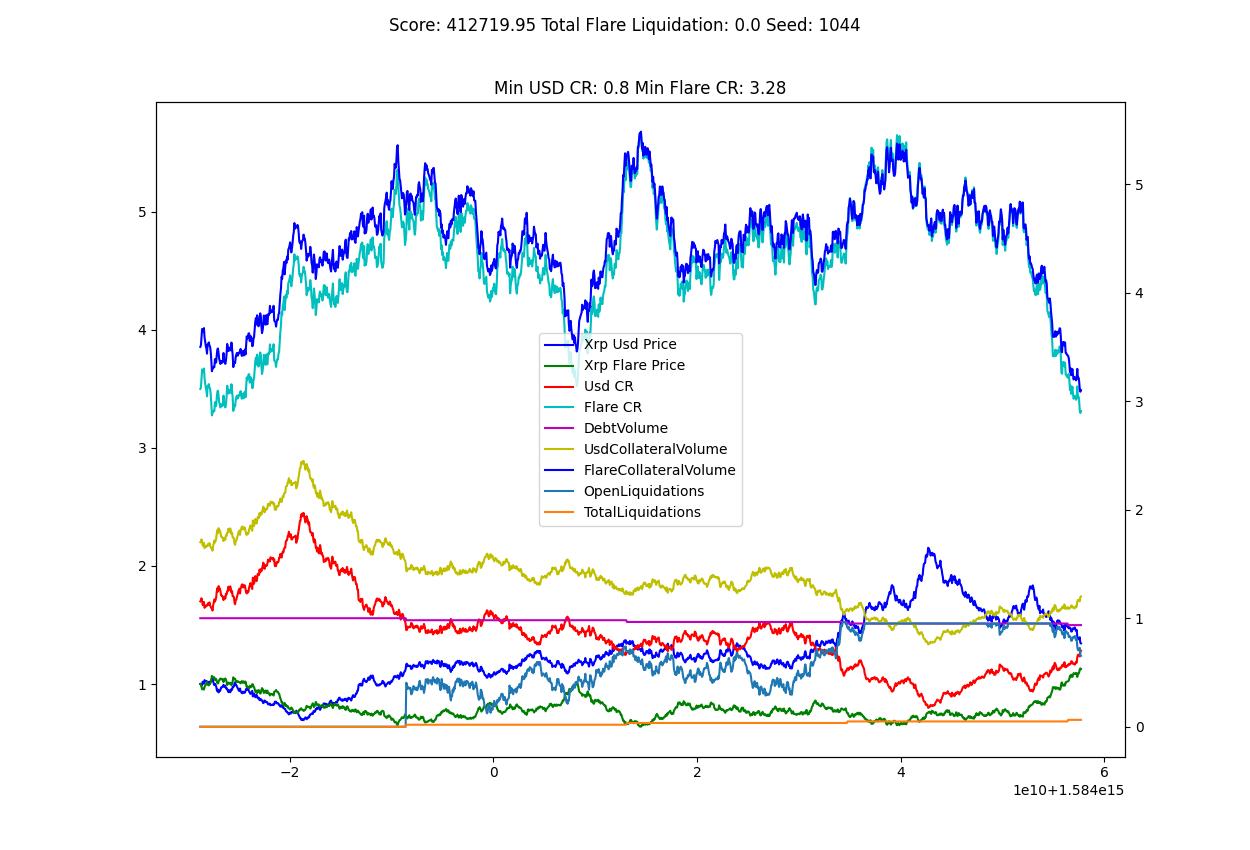 Score: 412719.95 Total Flare Liquidation: 0.0 Seed: 1044
Min USD CR: 0.8 Min Flare CR: 3.28
5
4
3
2
1
5
4
3
2
1
0
Xrp Usd Price
Xrp Flare Price
Usd CR
Flare CR
DebtVolume
UsdCollateralVolume
FlareCollateralVolume
OpenLiquidations
TotalLiquidations
−2 0 2 4 6
1e10+1.584e15